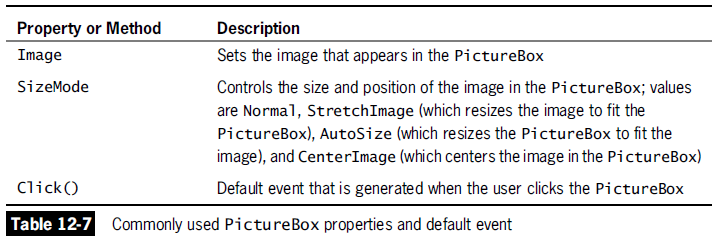 Property or Method Description
Image Sets the image that appears in the PictureBox
SizeMode Controls the size and position of the image in the PictureBox; values
are Normal, StretchImage (which resizes the image to fit the
PictureBox), AutoSize (which resizes the PictureBox to fit the
image), and CenterImage (which centers the image in the PictureBox)
Click() Default event that is generated when the user clicks the PictureBox
Table 12-7 Commonly used PictureBox properties and default event